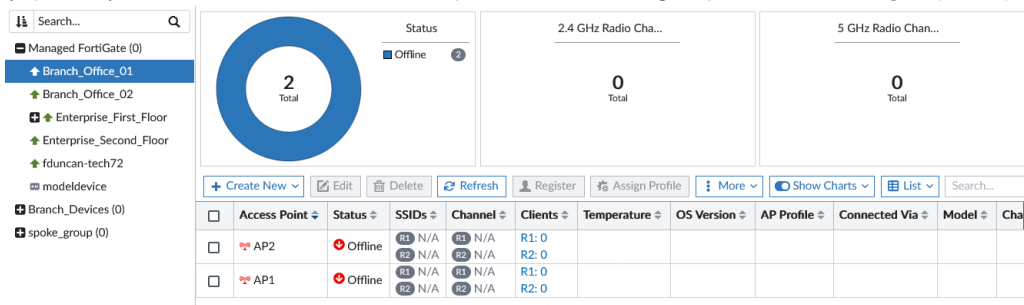 Search...
Managed FortiGate (0)
Branch_Office_01
Branch_Office_02
Enterprise_First_Floor
Enterprise_Second_Floor
fduncan-tech72
modeldevice
Branch_Devices (0)
spoke_group (0)
2
Total
Status
Offline 2
2.4 GHz Radio Cha...
0
Total
5 GHz Radio Chan...
0
Total
Create New Edit Delete Refresh Register Assign Profile More Show Charts List Search...
Access Point Status SSIDs Channel Clients Temperature OS Version AP Profile Connected Via Model Cha
AP2 Offline R1 N/A R1 N/A R1: 0
R2 N/A R2 N/A R2: 0
AP1 Offline R1 N/A R1 N/A R1: 0
R2 N/A R2 N/A R2: 0